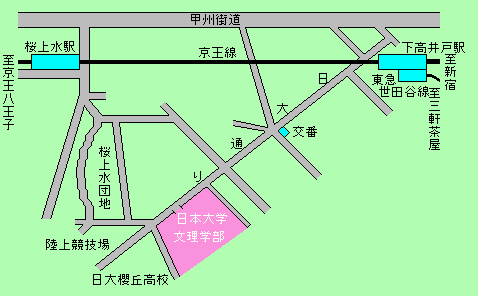 甲州街道
桜上水駅
京王線
下高井戸駅
至京王八王子
至新宿
東急
世田谷線
至三軒茶屋
日大通り
交番
桜上水団地
日本大学
文理学部
陸上競技場
日大櫻丘高校